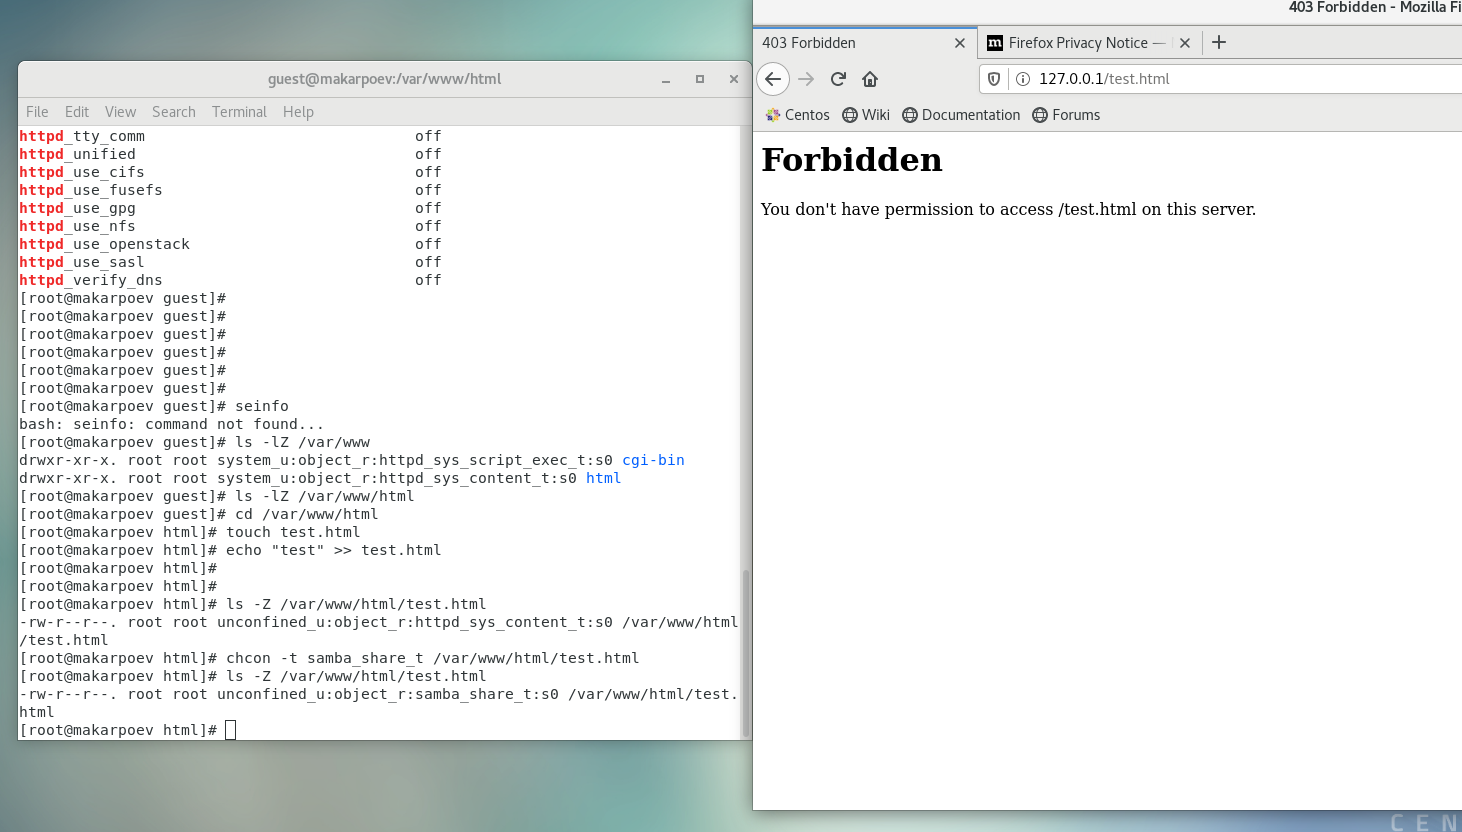 guest@makarpoev:/var/www/html
File Edit View Search Terminal Help
httpd_tty_comm off
httpd_unified off
httpd_use_cifs off
httpd_use_fusefs off
httpd_use_gpg off
httpd_use_nfs off
httpd_use_openstack off
httpd_use_sasl off
httpd_verify_dns off
[root@makarpoev guest]#
[root@makarpoev guest]#
[root@makarpoev guest]#
[root@makarpoev guest]#
[root@makarpoev guest]#
[root@makarpoev guest]#
[root@makarpoev guest]# seinfo
bash: seinfo: command not found...
[root@makarpoev guest]# ls -lZ /var/www
drwxr-xr-x. root root system_u:object_r:httpd_sys_script_exec_t:s0 cgi-bin
drwxr-xr-x. root root system_u:object_r:httpd_sys_content_t:s0 html
[root@makarpoev guest]# ls -lZ /var/www/html
[root@makarpoev guest]# cd /var/www/html
[root@makarpoev html]# touch test.html
[root@makarpoev html]# echo "test" >> test.html
[root@makarpoev html]#
[root@makarpoev html]#
[root@makarpoev html]# ls -Z /var/www/html/test.html
-rw-r--r--. root root unconfined_u:object_r:httpd_sys_content_t:s0 /var/www/html
/test.html
[root@makarpoev html]# chcon -t samba_share_t /var/www/html/test.html
[root@makarpoev html]# ls -Z /var/www/html/test.html
-rw-r--r--. root root unconfined_u:object_r:samba_share_t:s0 /var/www/html/test.
html
[root@makarpoev html]#
403 Forbidden - Mozilla Fi
403 Forbidden
Firefox Privacy Notice —
127.0.0.1/test.html
Centos Wiki Documentation Forums
Forbidden
You don't have permission to access /test.html on this server.
C E N